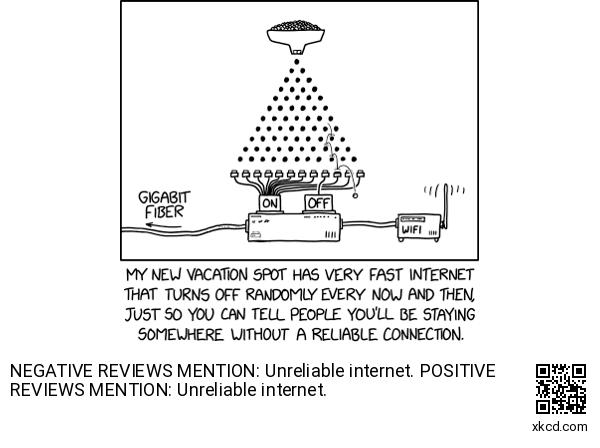 GIGABIT
FIBER
ON OFF
WIFI
MY NEW VACATION SPOT HAS VERY FAST INTERNET
THAT TURNS OFF RANDOMLY EVERY NOW AND THEN,
JUST SO YOU CAN TELL PEOPLE YOU'LL BE STAYING
SOMEWHERE WITHOUT A RELIABLE CONNECTION.
NEGATIVE REVIEWS MENTION: Unreliable internet. POSITIVE
REVIEWS MENTION: Unreliable internet.
xkcd.com